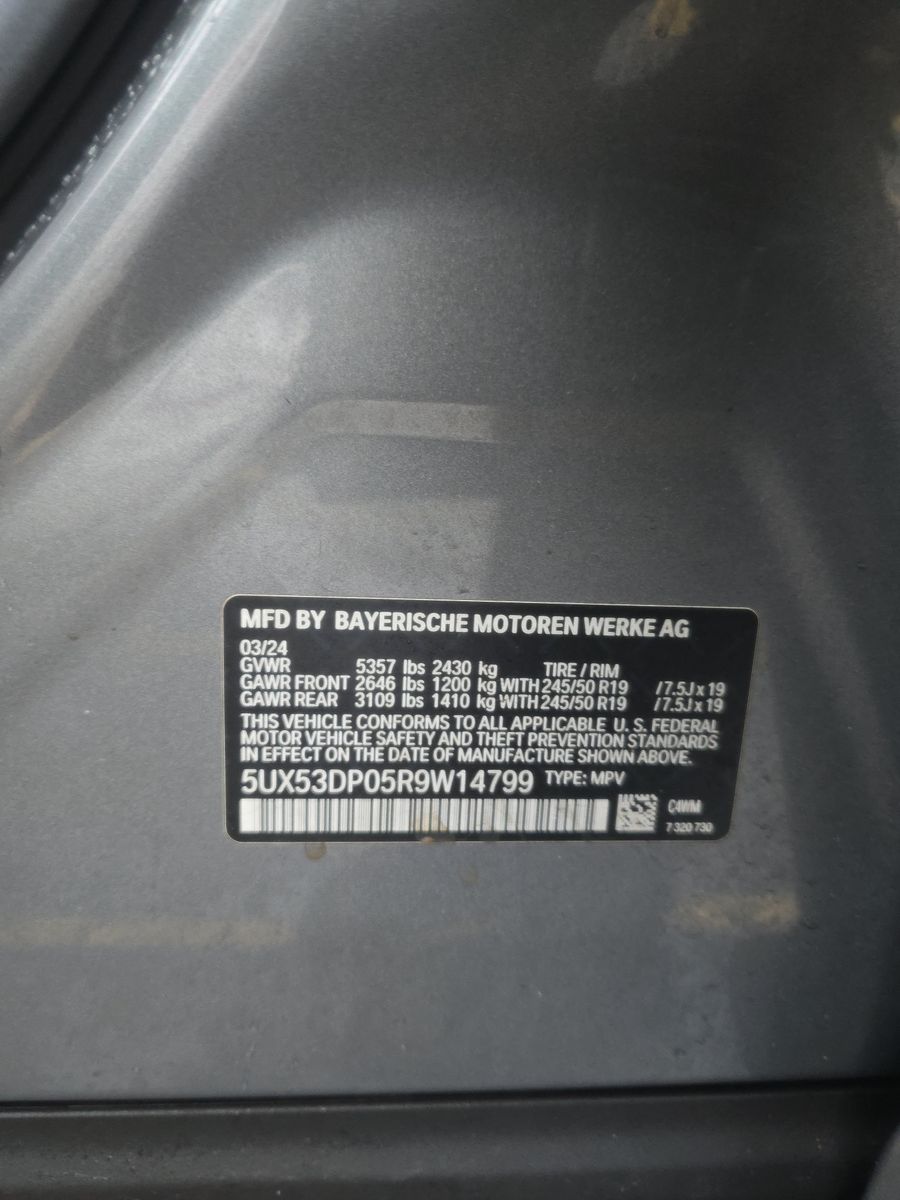 MFD BY BAYERISCHE MOTOREN WERKE AG
03/24
GVWR 5357 lbs 2430 kg TIRE / RIM
GAWR FRONT 2646 lbs 1200 kg WITH 245/50 R19 / 7.5J x 19
GAWR REAR 3109 lbs 1410 kg WITH 245/50 R19 / 7.5J x 19
THIS VEHICLE CONFORMS TO ALL APPLICABLE U. S. FEDERAL
MOTOR VEHICLE SAFETY AND THEFT PREVENTION STANDARDS
IN EFFECT ON THE DATE OF MANUFACTURE SHOWN ABOVE.
5UX53DP05R9W14799 TYPE: MPV
C4WM
7 320 730